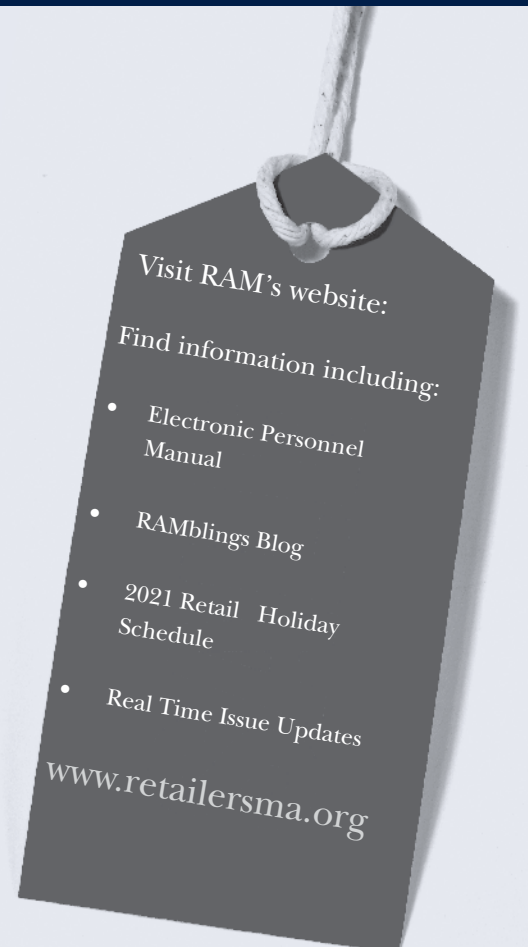 Visit RAM’s website:
Find information including:
• Electronic Personnel
Manual
• RAMblings Blog
• 2021 Retail Holiday
Schedule
• Real Time Issue Updates
www.retailersma.org